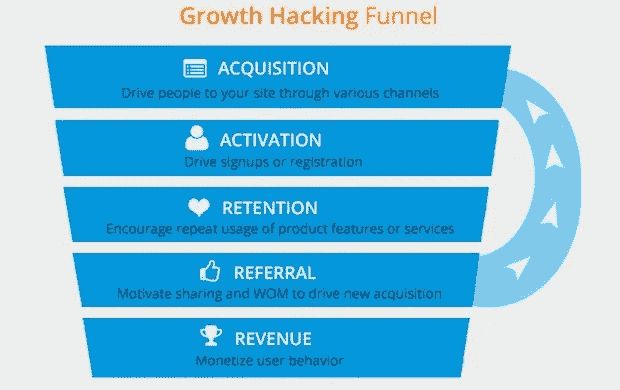 Growth Hacking Funnel
ACQUISITION
Drive people to your site through various channels
ACTIVATION
Drive signups or registration
RETENTION
Encourage repeat usage of product features or services
REFERRAL
Motivate sharing and WOM to drive new acquisition
REVENUE
Monetize user behavior